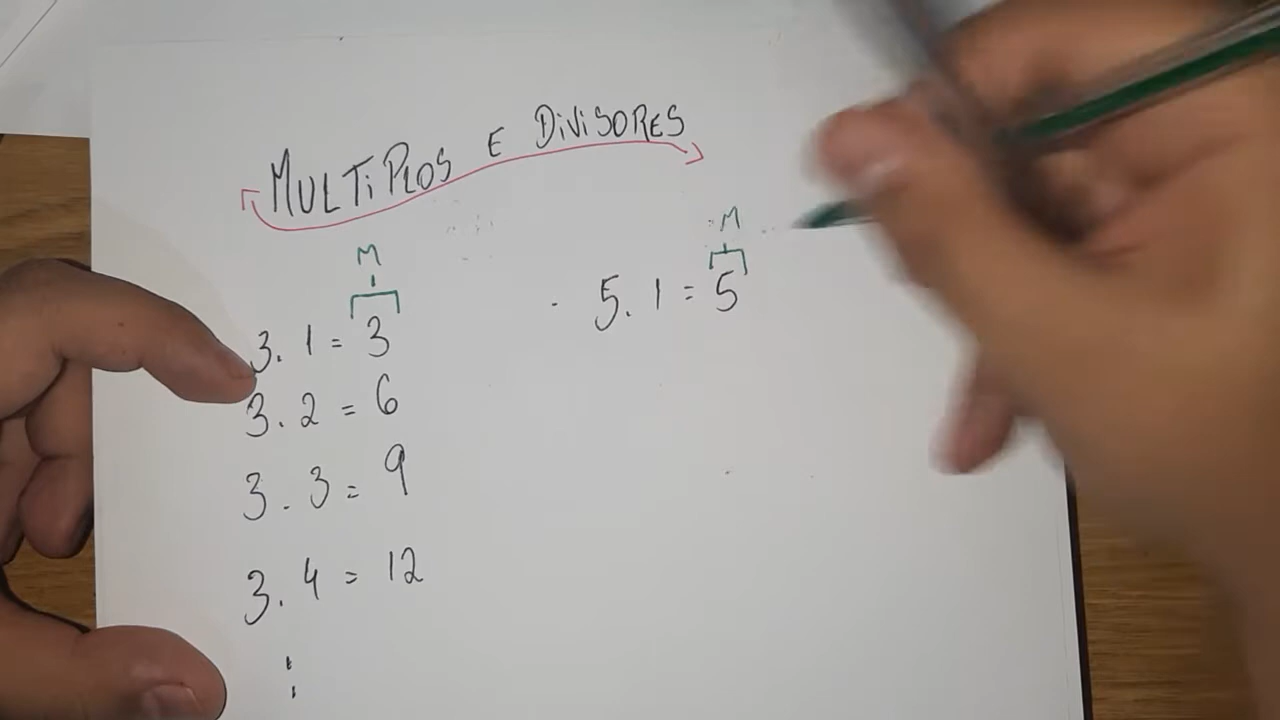 MULTiPLOS E DiViSORES
M
3. 1 = 3
3. 2 = 6
3. 3 = 9
3. 4 = 12
M
5. 1 = 5